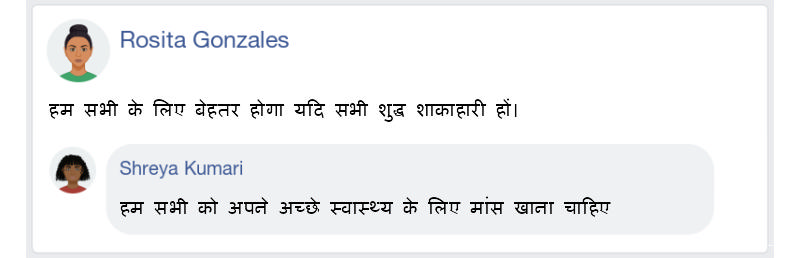 Rosita Gonzales
हम सभी के लिए बेहतर होगा यदि सभी शुद्ध शाकाहारी हों।
Shreya Kumari
हम सभी को अपने अच्छे स्वास्थ्य के लिए मांस खाना चाहिए